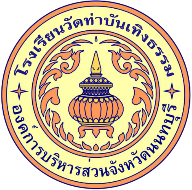 โรงเรียนวัดท่าบันเทิงธรรม
องค์การบริหารส่วนจังหวัดนนทบุรี